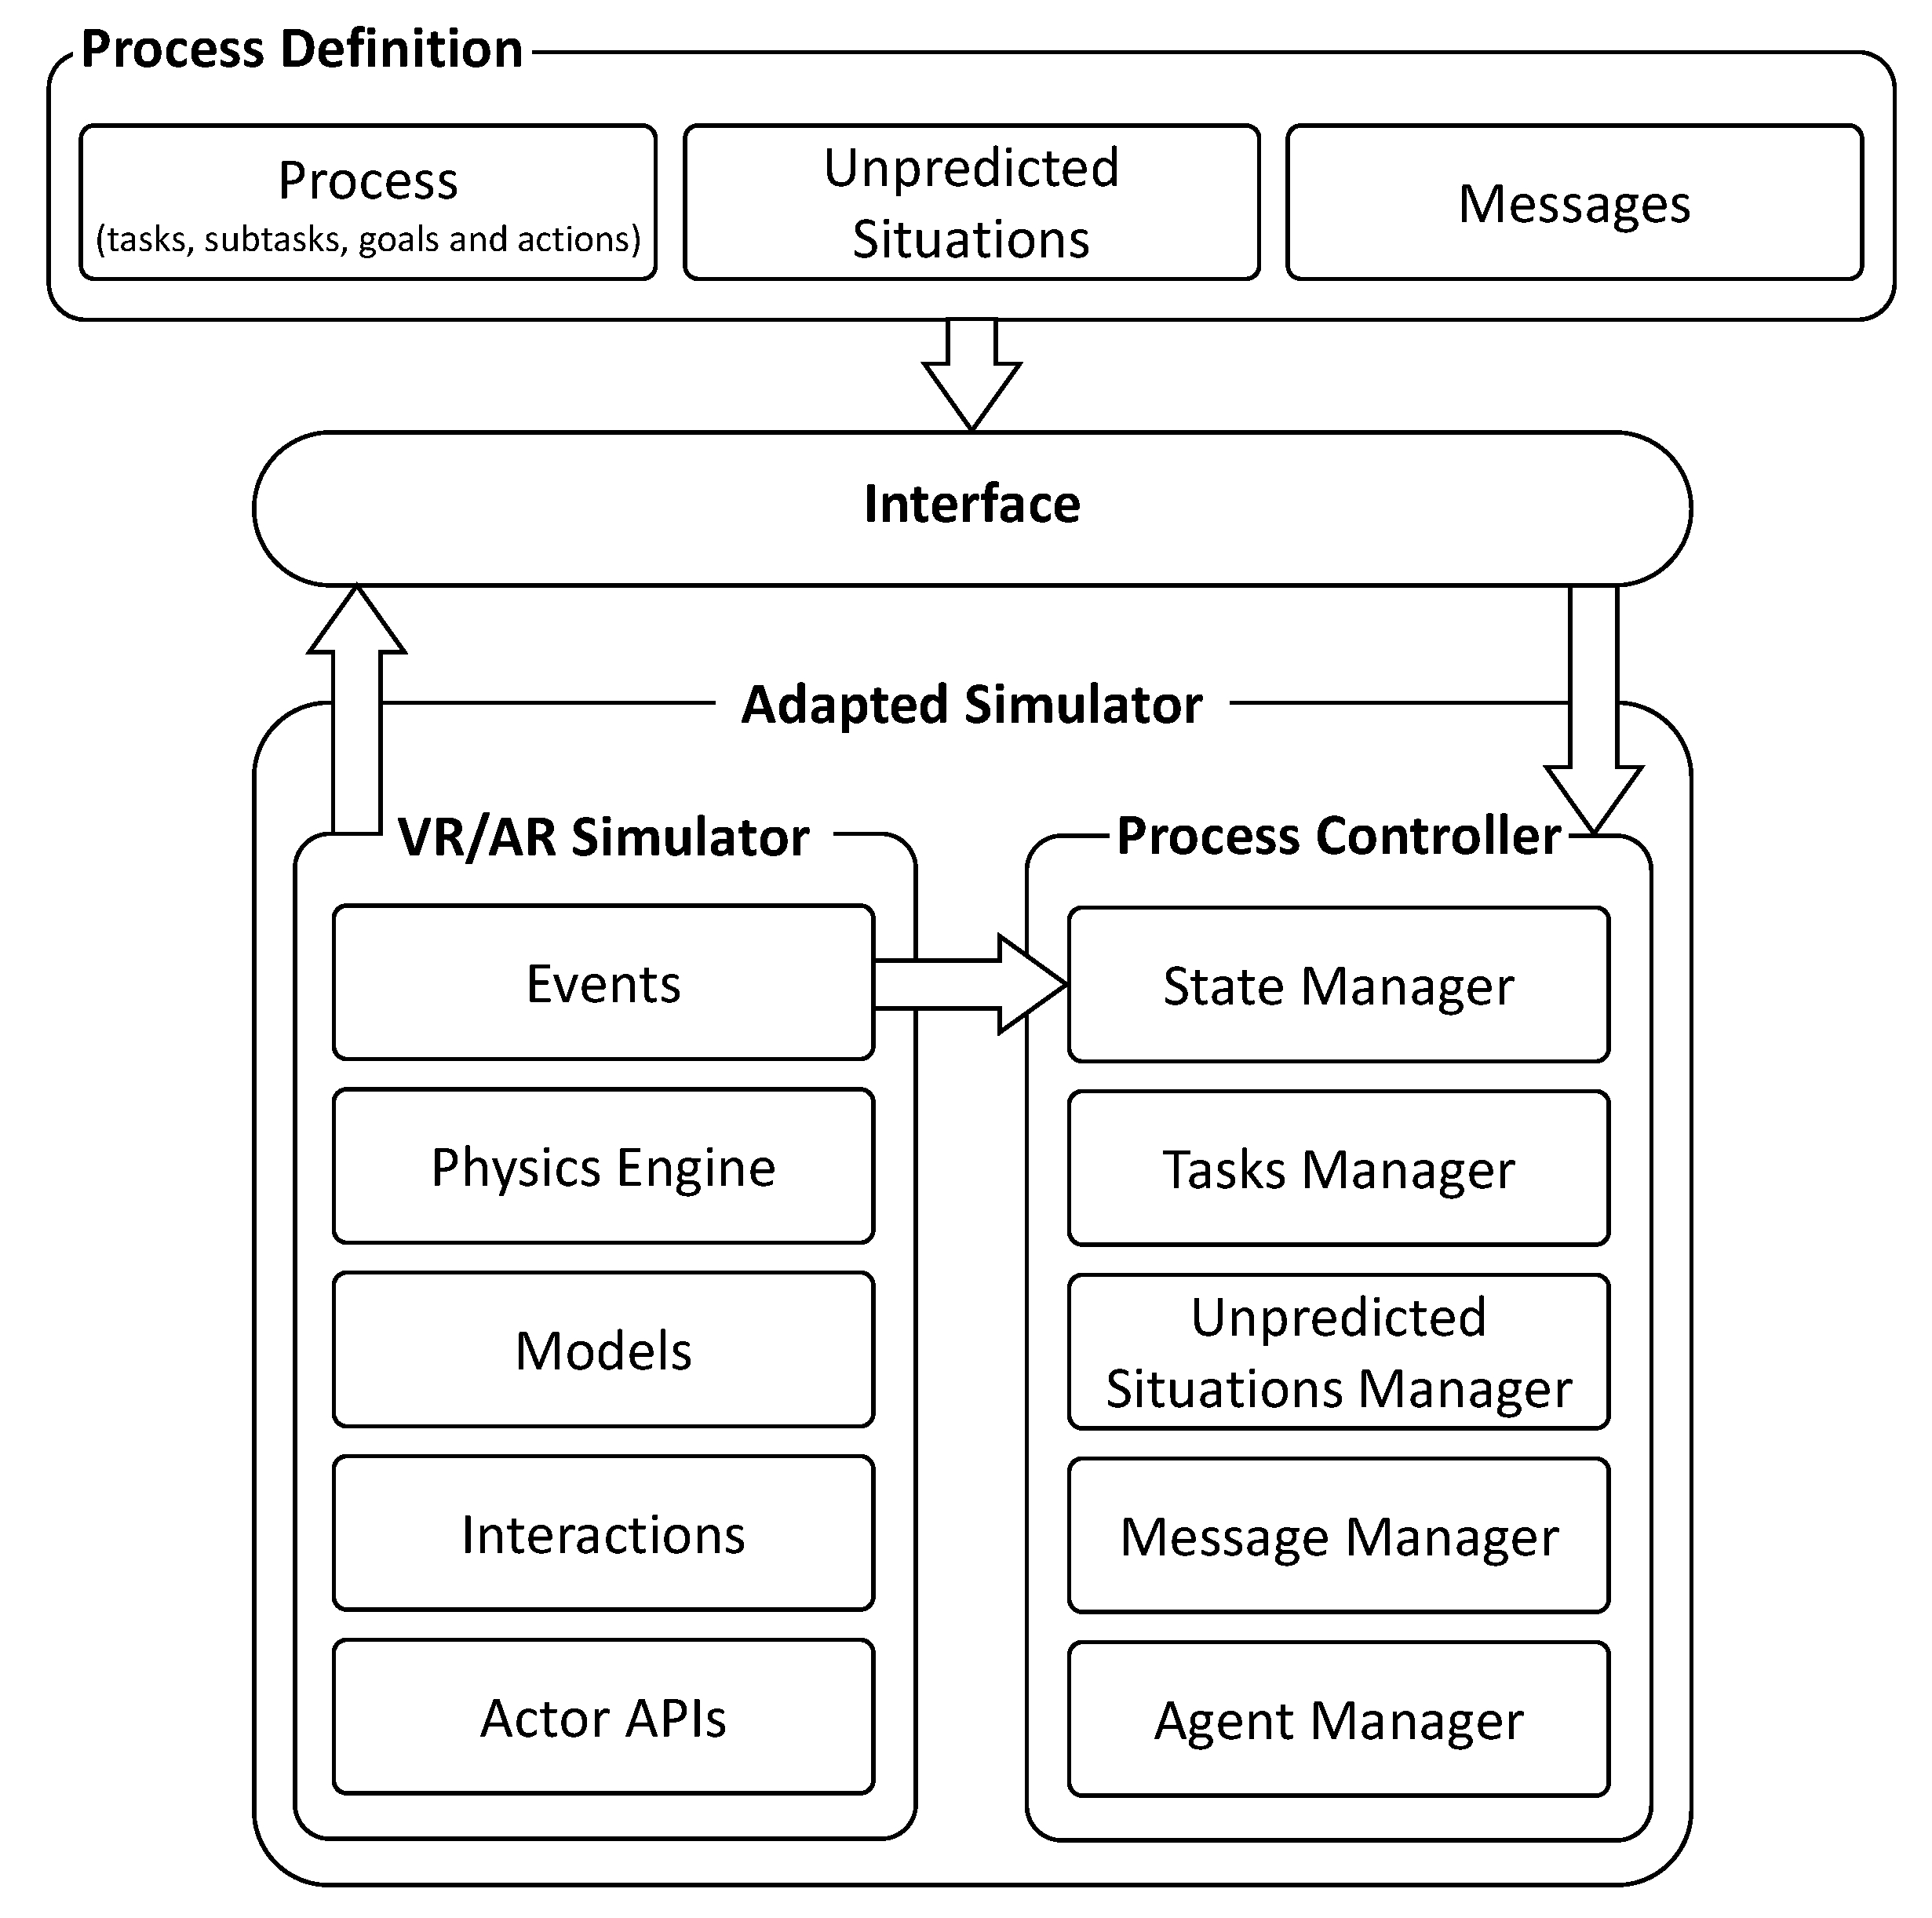 Process Definition
Process
(tasks, subtasks, goals and actions)
Unpredicted
Situations
Messages
Interface
Adapted Simulator
VR/AR Simulator
Events
Physics Engine
Models
Interactions
Actor APIs
Process Controller
State Manager
Tasks Manager
Unpredicted
Situations Manager
Message Manager
Agent Manager